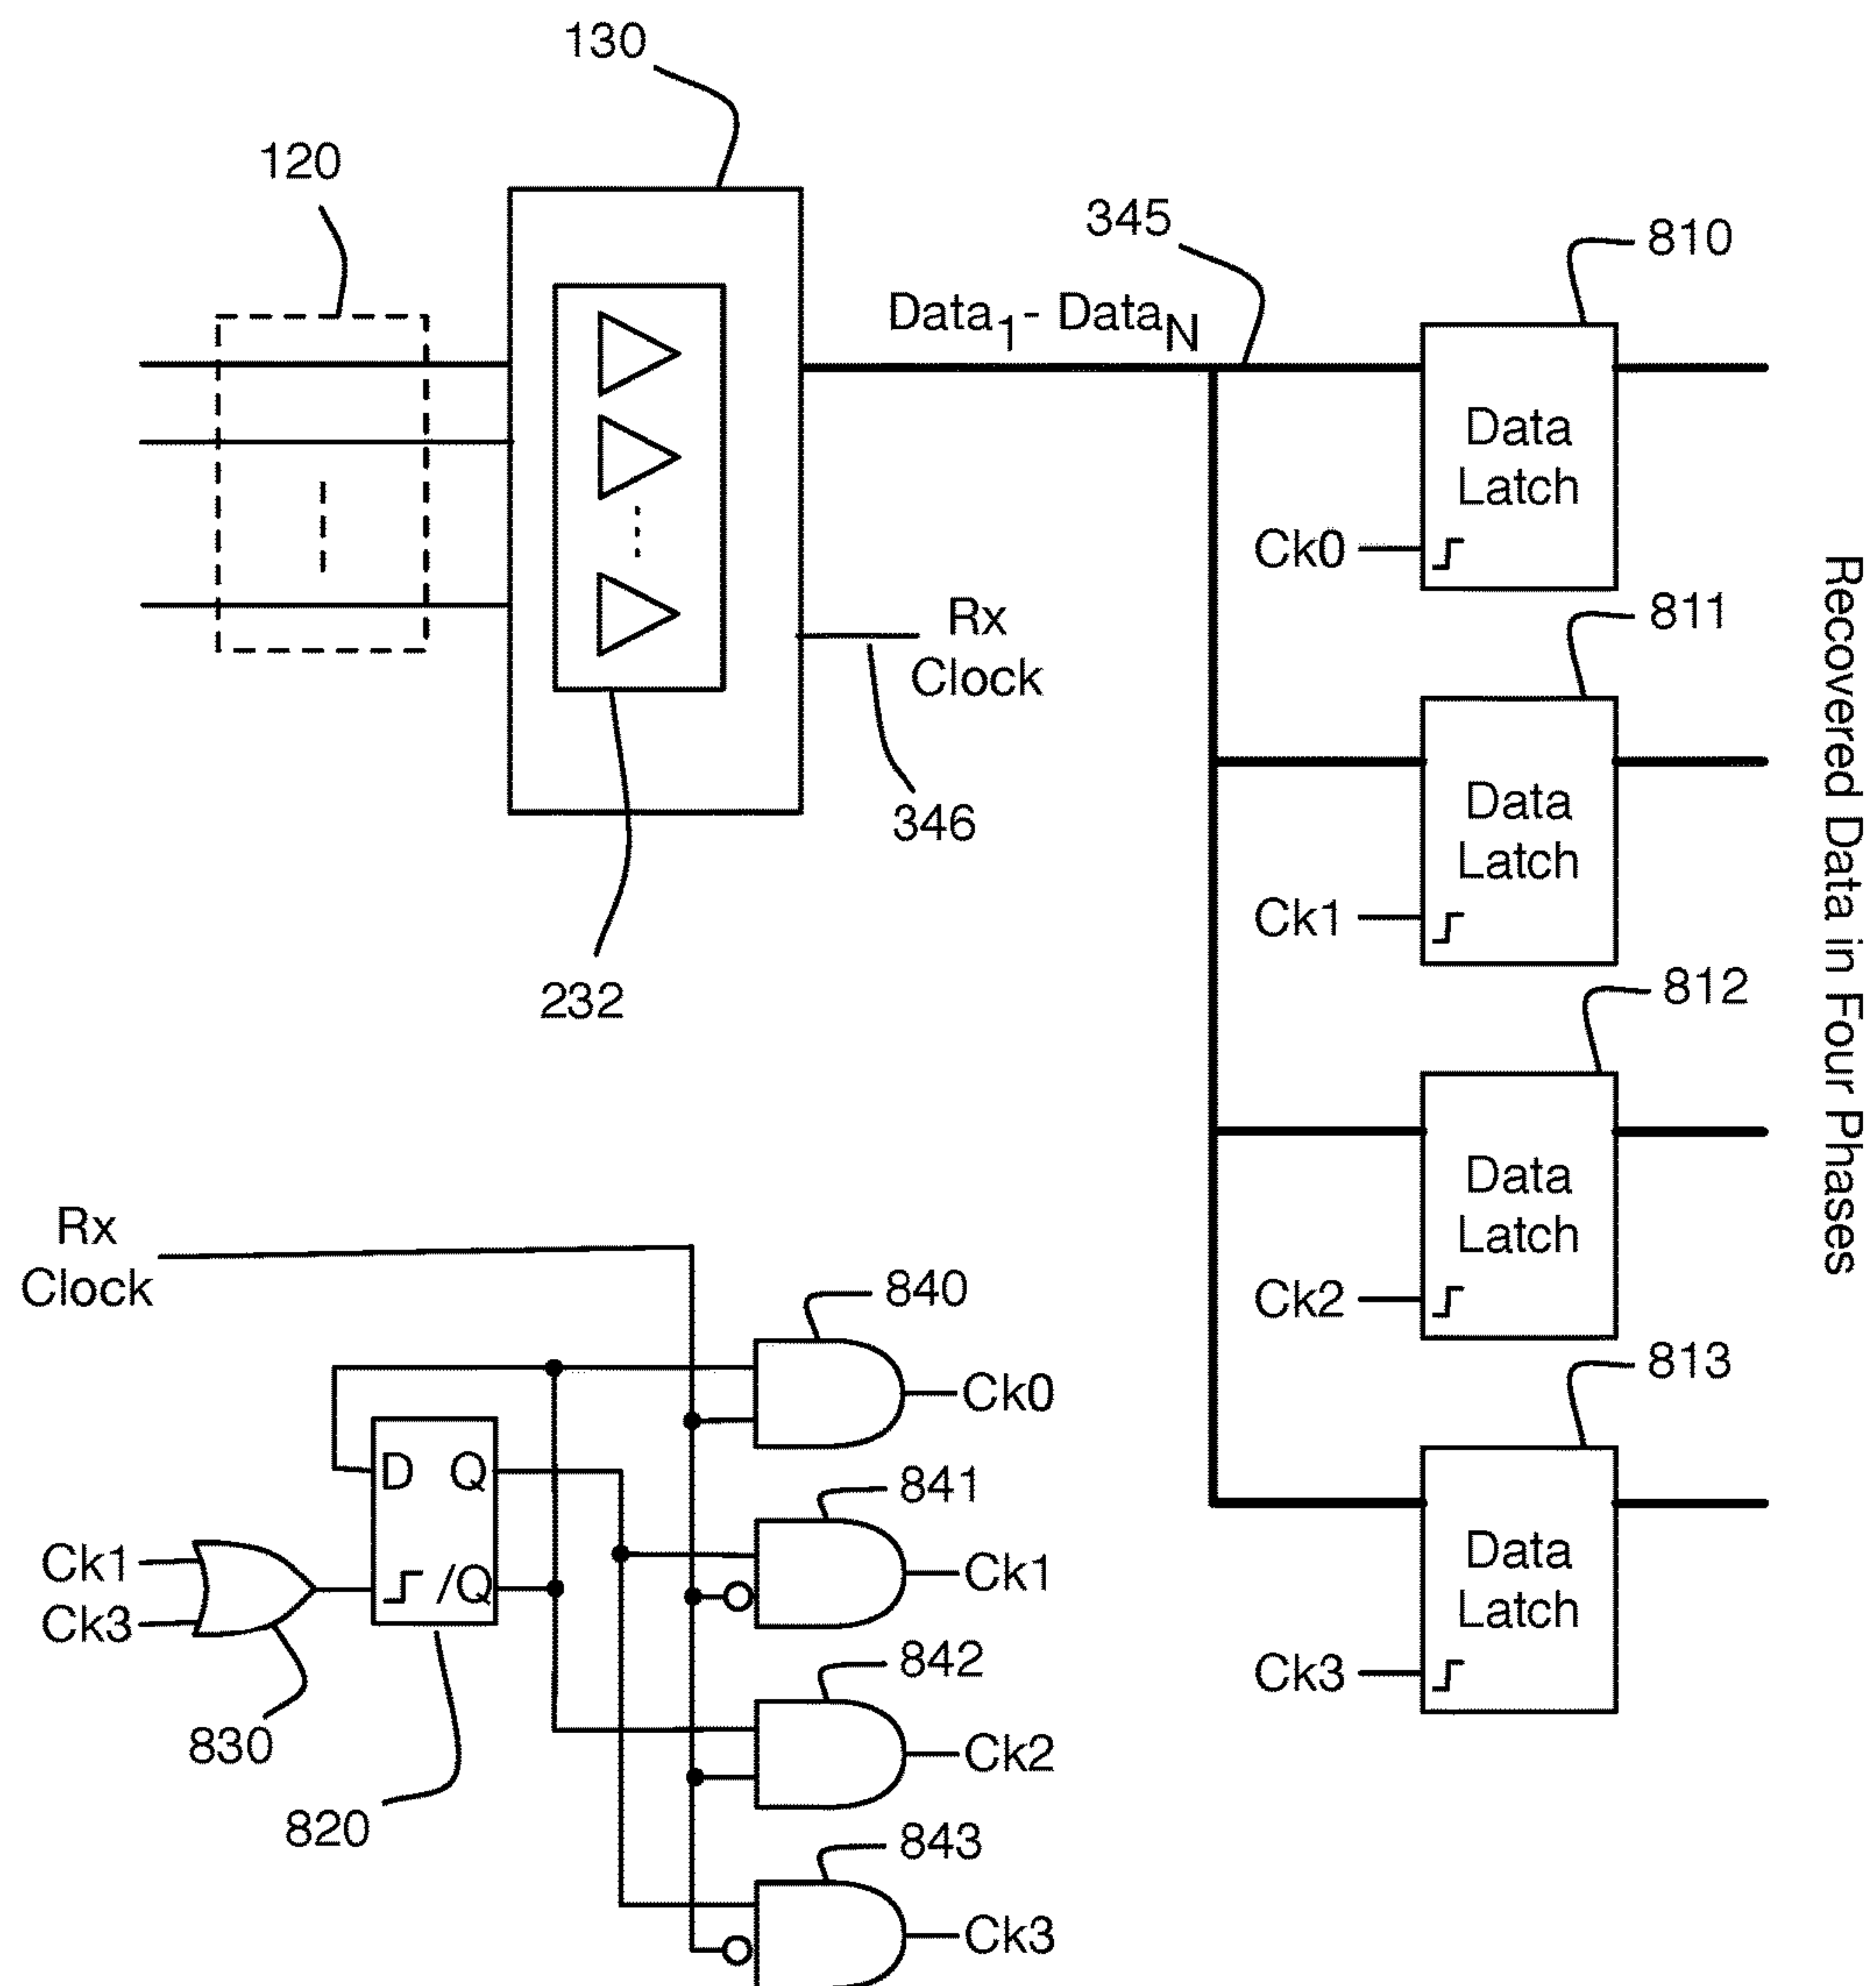 130
120
345
810
Data1 - DataN
Data
Latch
Ck0
Rx
Clock
346
232
811
Data
Latch
Ck1
812
Data
Latch
Ck2
813
Data
Latch
Ck3
Recovered Data in Four Phases
Rx
Clock
840
Ck0
D Q
841
Ck1
/Q
Ck1
Ck3
842
Ck2
830
820
843
Ck3